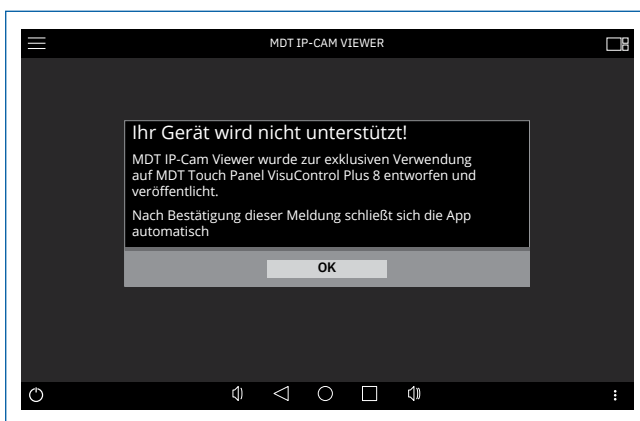 MDT IP-CAM VIEWER
Ihr Gerät wird nicht unterstützt!
MDT IP-Cam Viewer wurde zur exklusiven Verwendung
auf MDT Touch Panel VisuControl Plus 8 entworfen und
veröffentlicht.
Nach Bestätigung dieser Meldung schließt sich die App
automatisch
OK